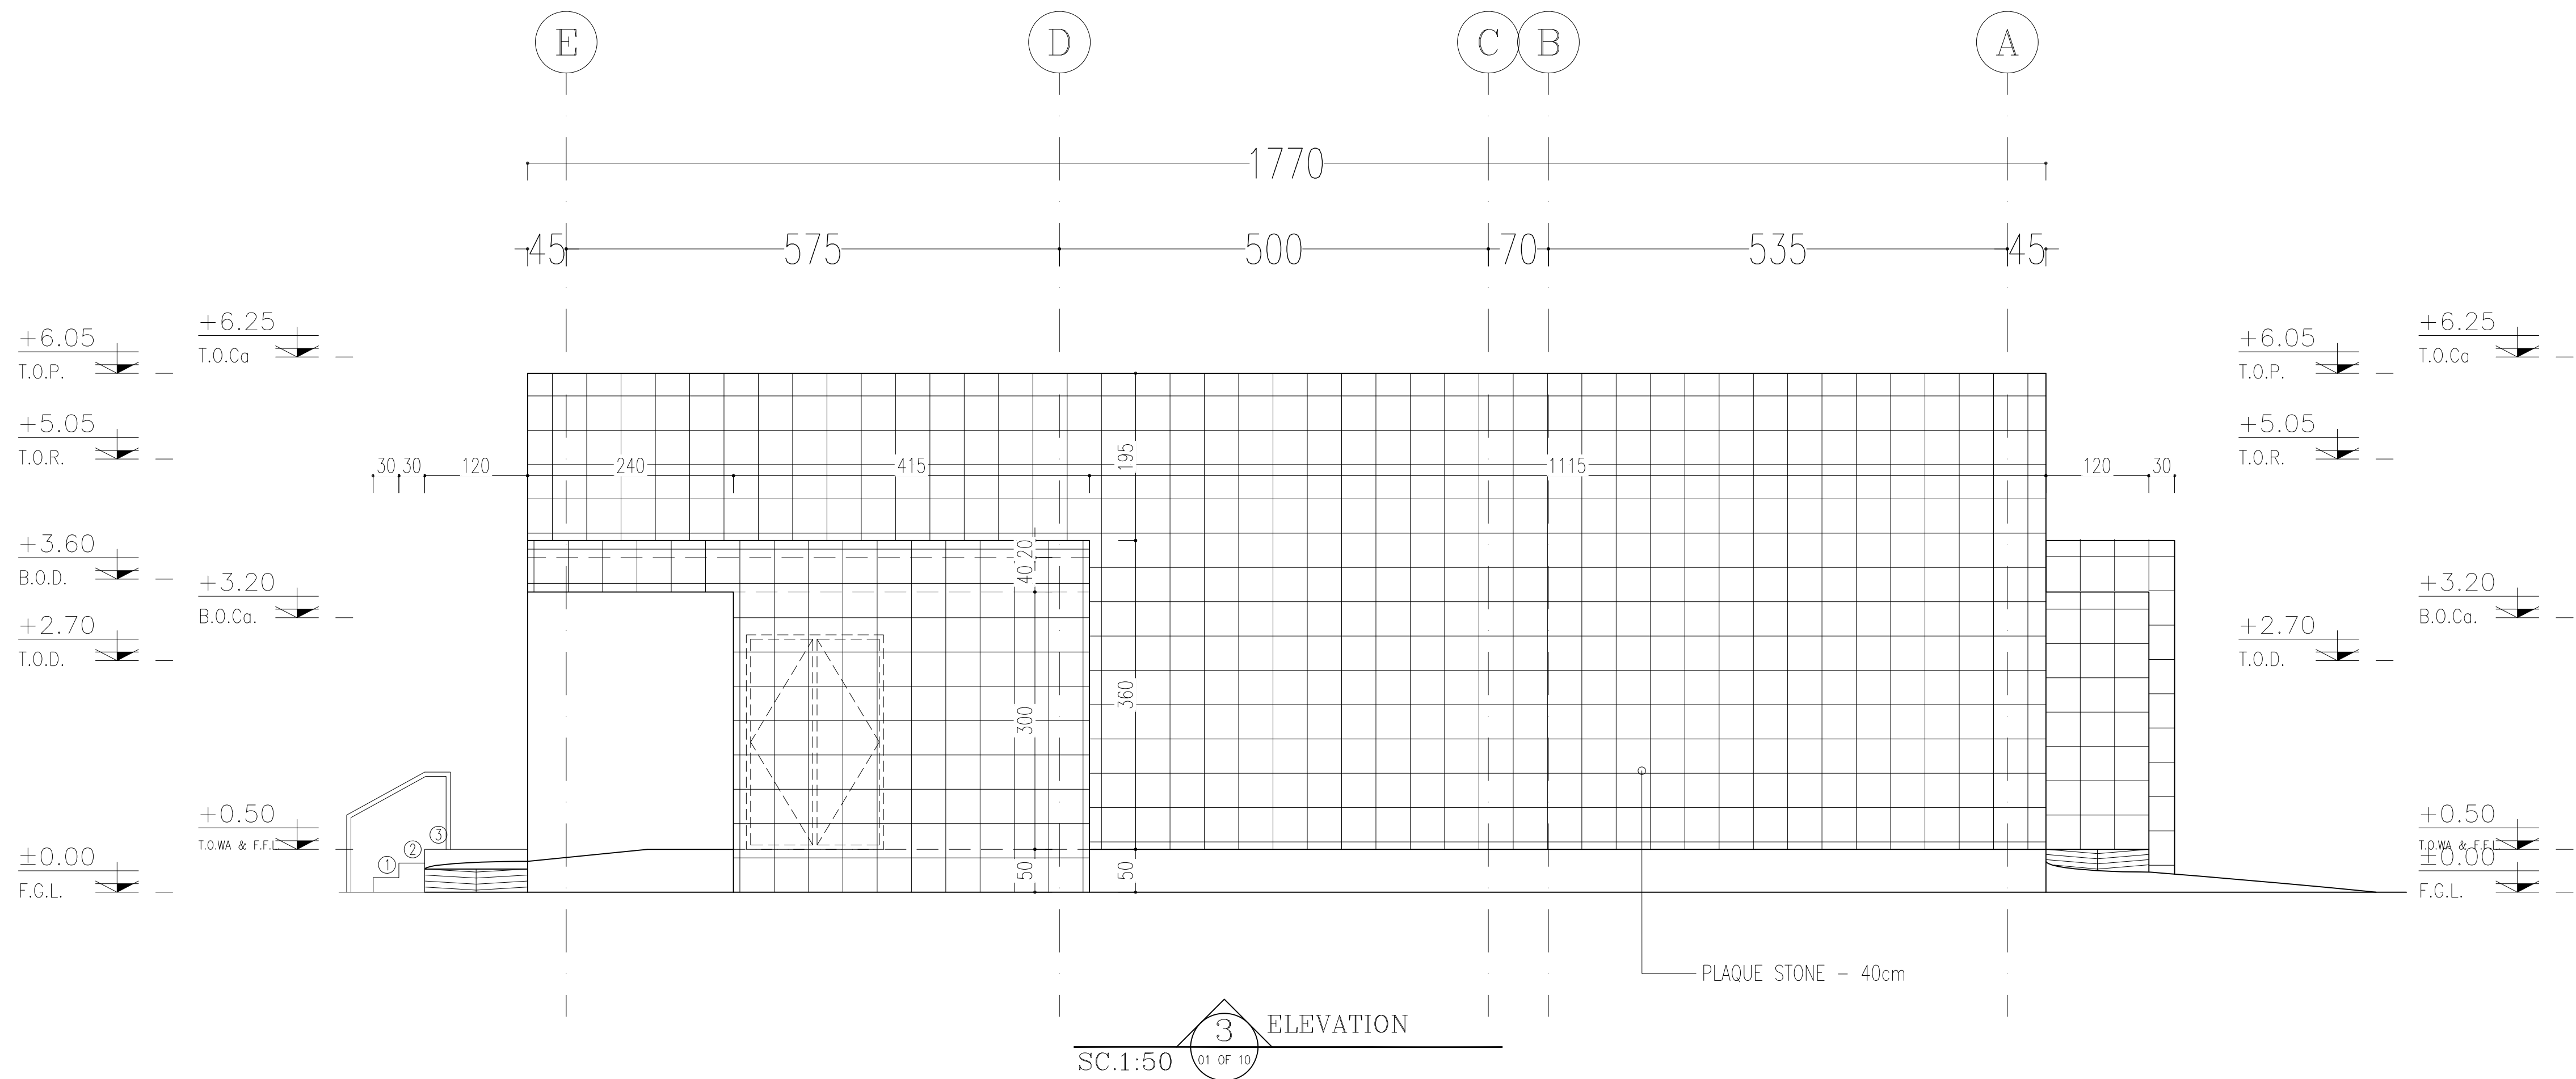 E D C B A
1770
45 575 500 70 535 45
+6.05
T.O.P.
+6.25
T.O.Ca
+6.05
T.O.P.
+6.25
T.O.Ca
+5.05
T.O.R.
+5.05
T.O.R.
30 30 120 240 415 195 1115 120 30
+3.60
B.O.D.
+3.20
B.O.Ca.
20
40
+3.20
B.O.Ca.
+2.70
T.O.D.
+2.70
T.O.D.
300
360
+0.50
T.O.WA & F.F.L.
+0.50
T.O.WA & F.F.L.
1 2 3
±0.00
F.G.L.
±0.00
F.G.L.
50 50
PLAQUE STONE - 40cm
3 ELEVATION
SC.1:50 01 OF 10